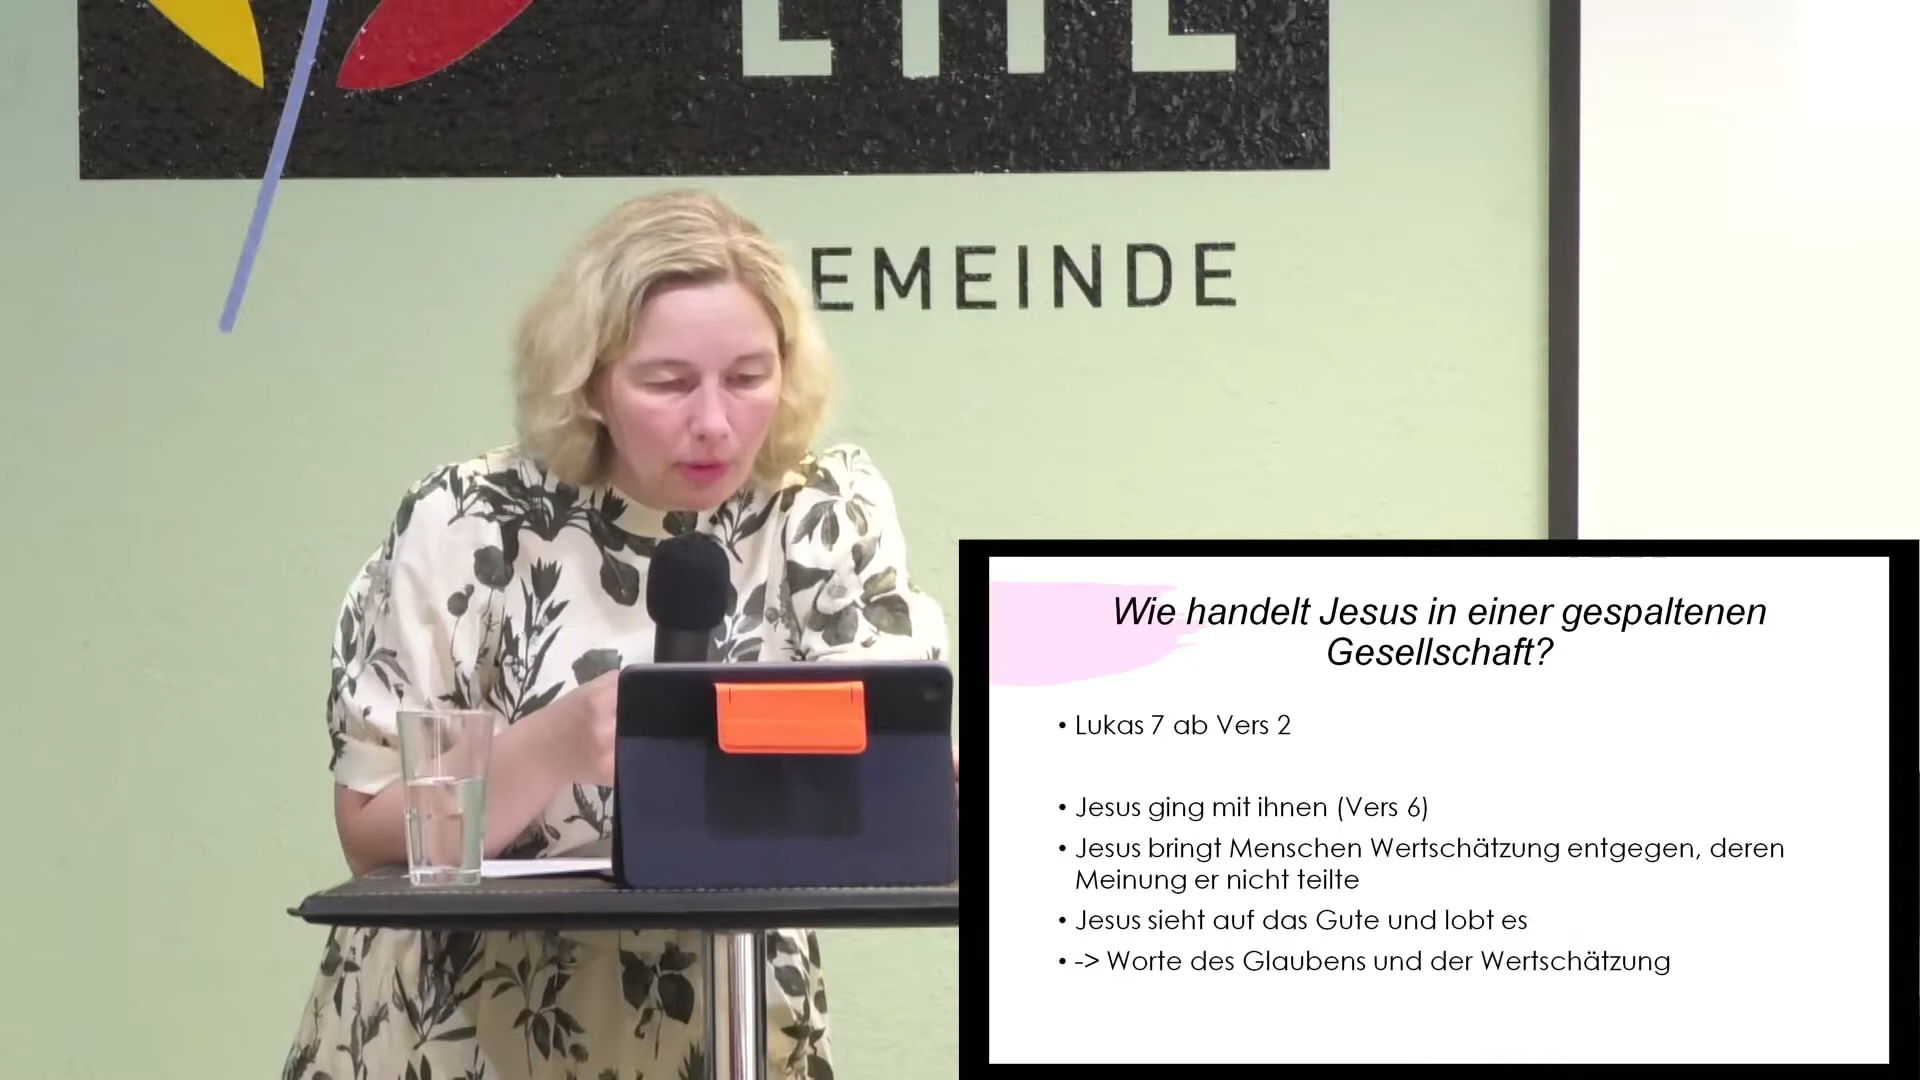 EMEINDE
Wie handelt Jesus in einer gespaltenen
Gesellschaft?
• Lukas 7 ab Vers 2
• Jesus ging mit ihnen (Vers 6)
• Jesus bringt Menschen Wertschätzung entgegen, deren
Meinung er nicht teilte
• Jesus sieht auf das Gute und lobt es
• -> Worte des Glaubens und der Wertschätzung